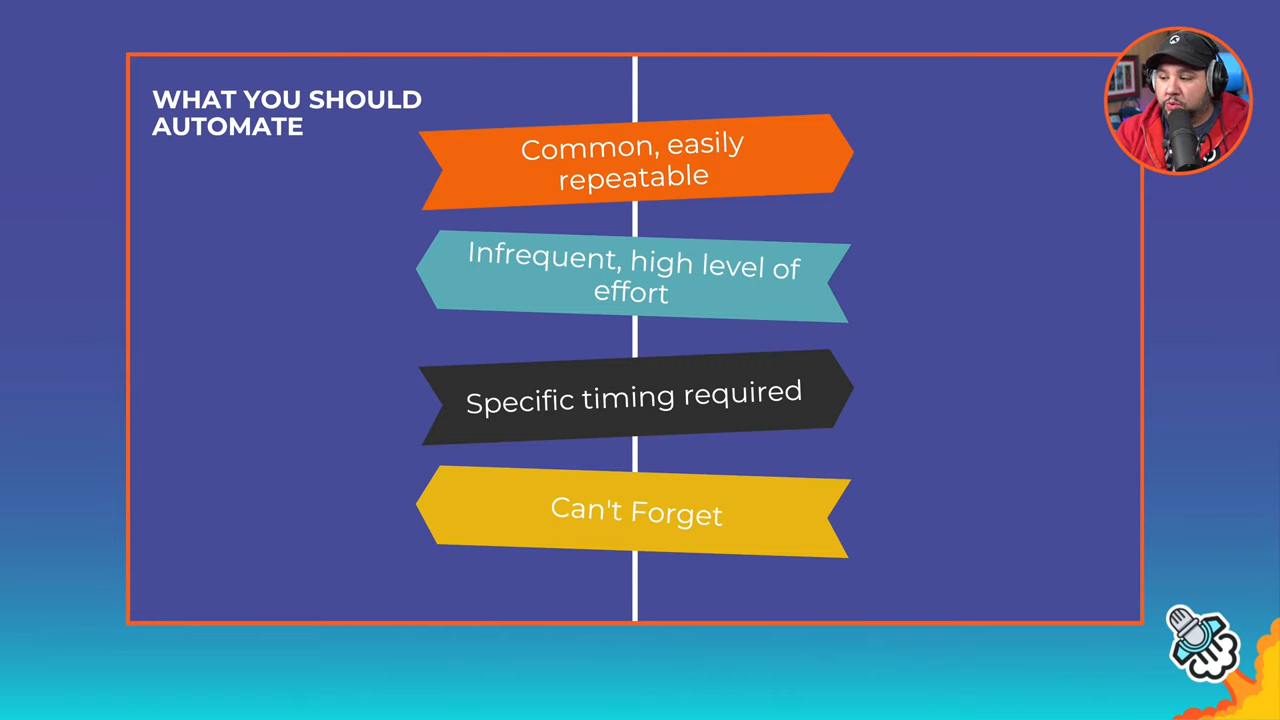 WHAT YOU SHOULD
AUTOMATE
Common, easily
repeatable
Infrequent, high level of
effort
Specific timing required
Can't Forget